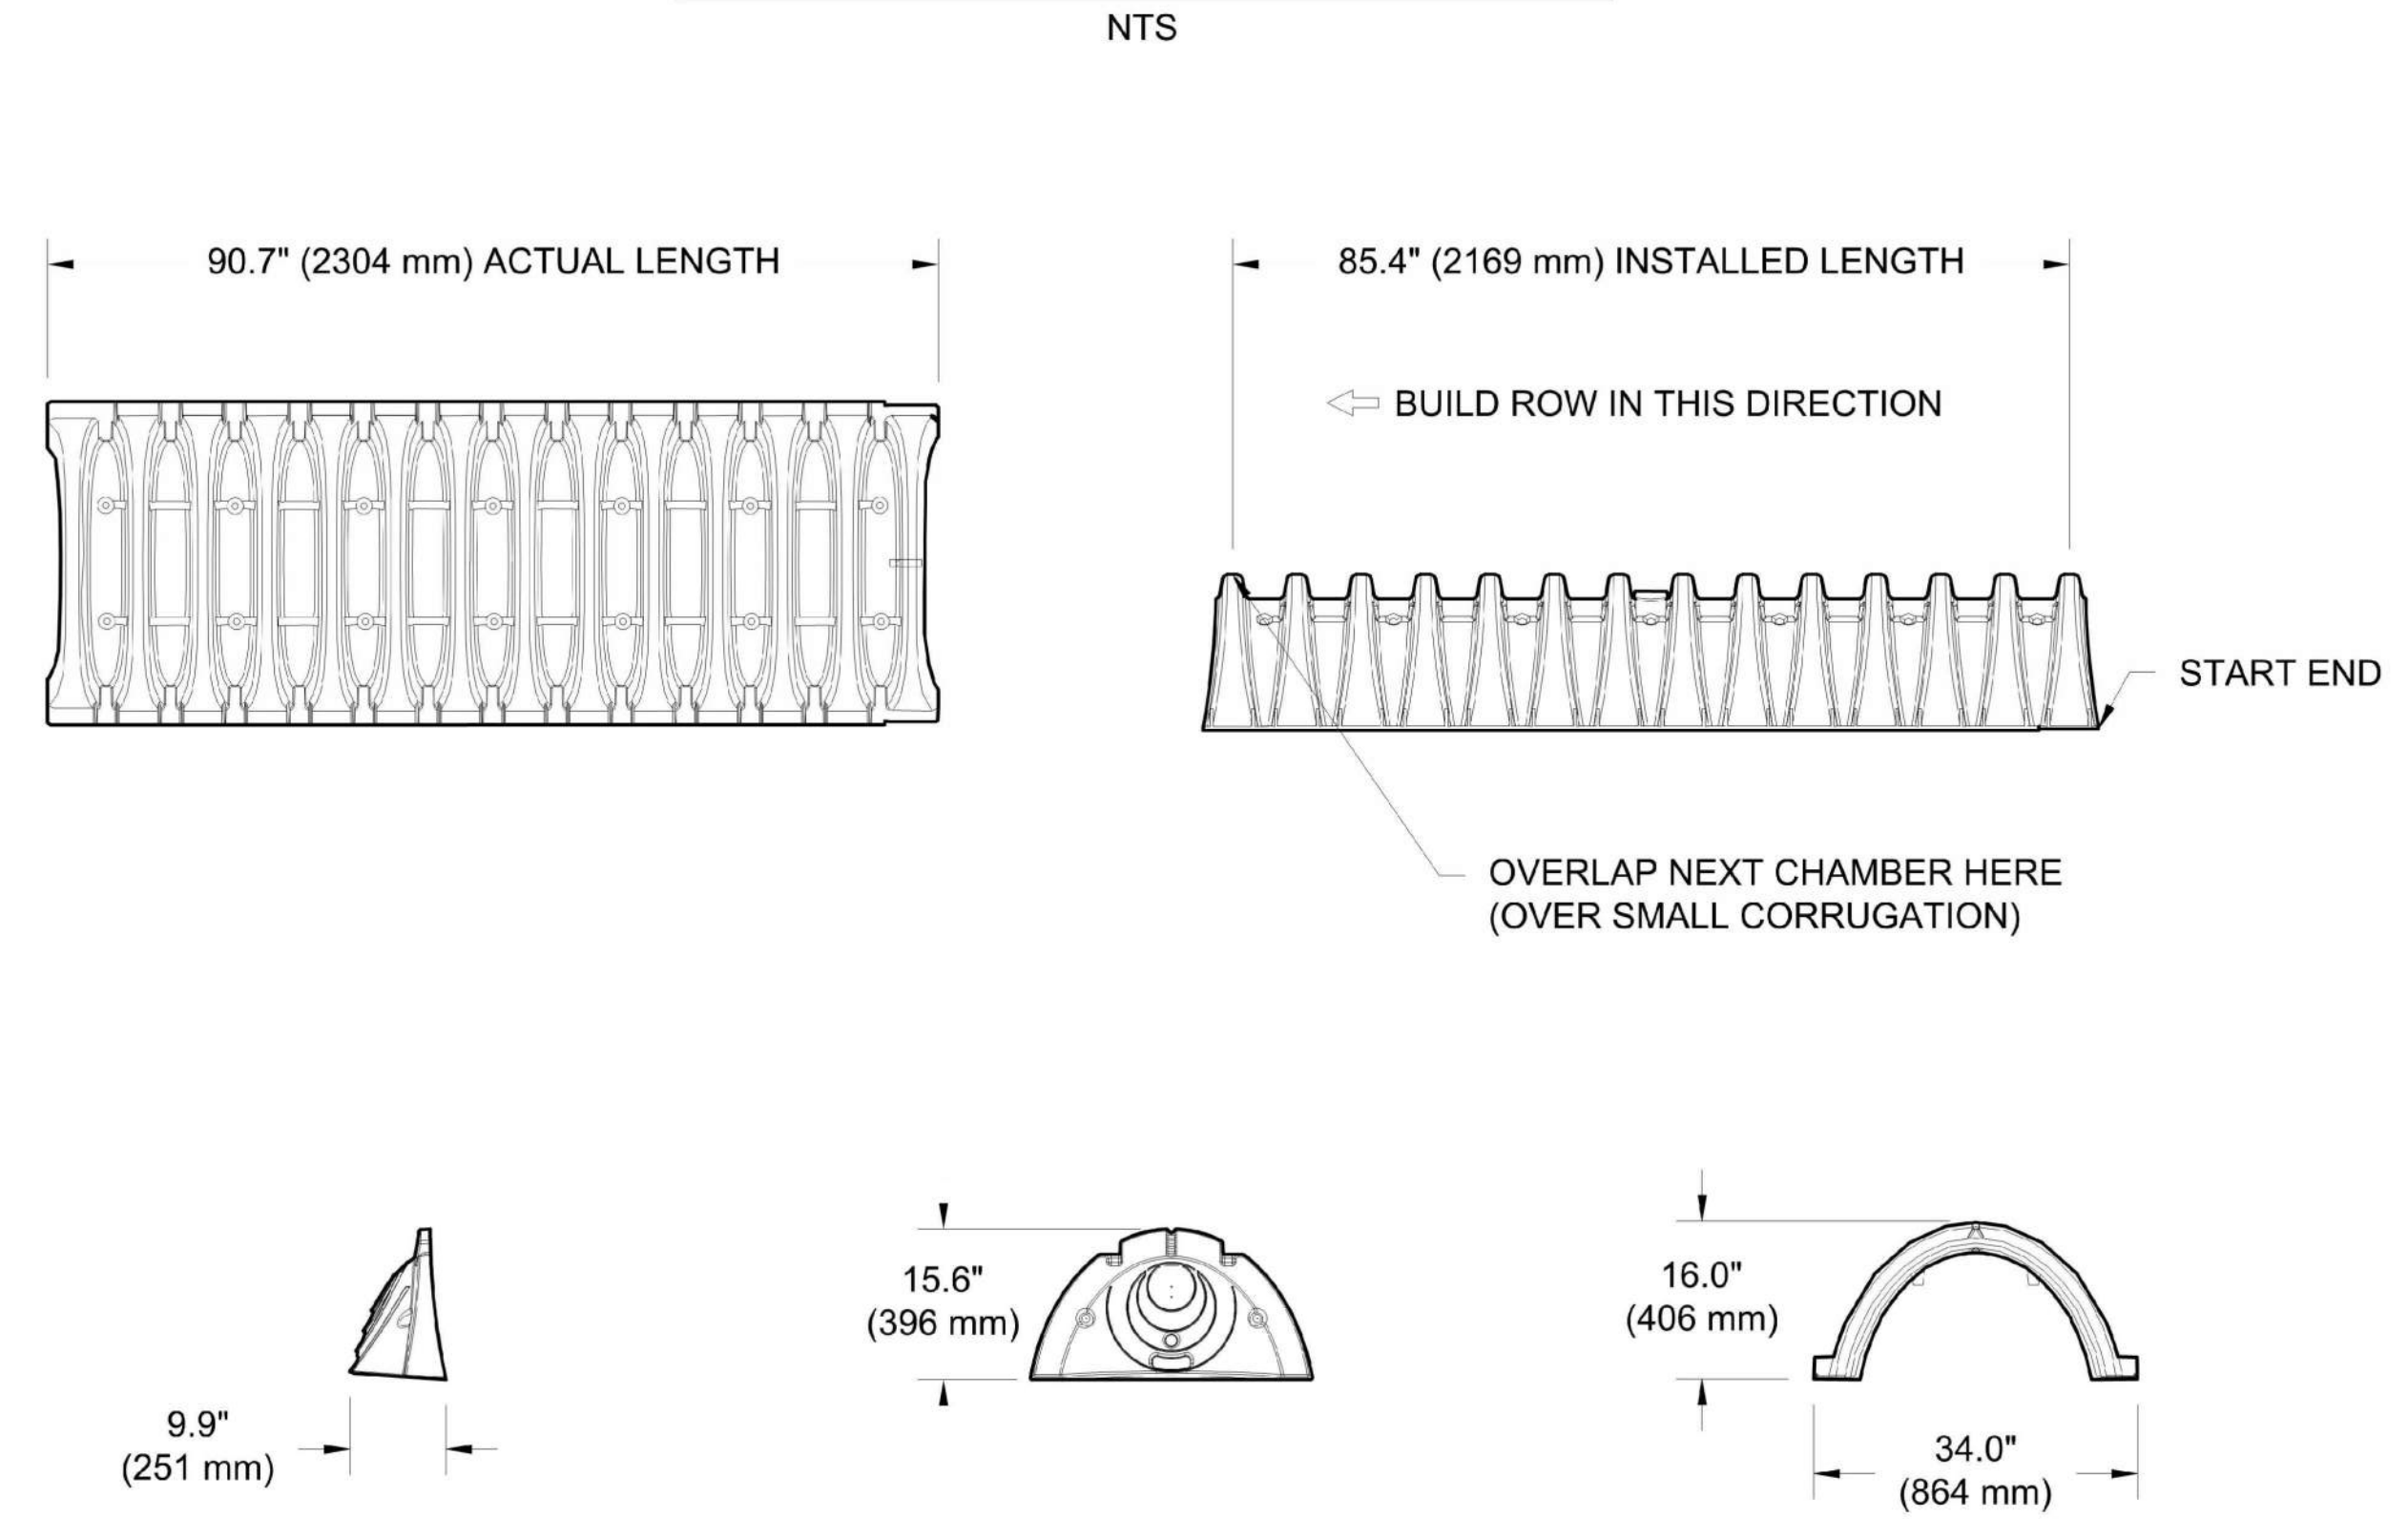 NTS
90.7" (2304 mm) ACTUAL LENGTH
85.4" (2169 mm) INSTALLED LENGTH
BUILD ROW IN THIS DIRECTION
START END
OVERLAP NEXT CHAMBER HERE
(OVER SMALL CORRUGATION)
9.9"
(251 mm)
15.6"
(396 mm)
16.0"
(406 mm)
34.0"
(864 mm)